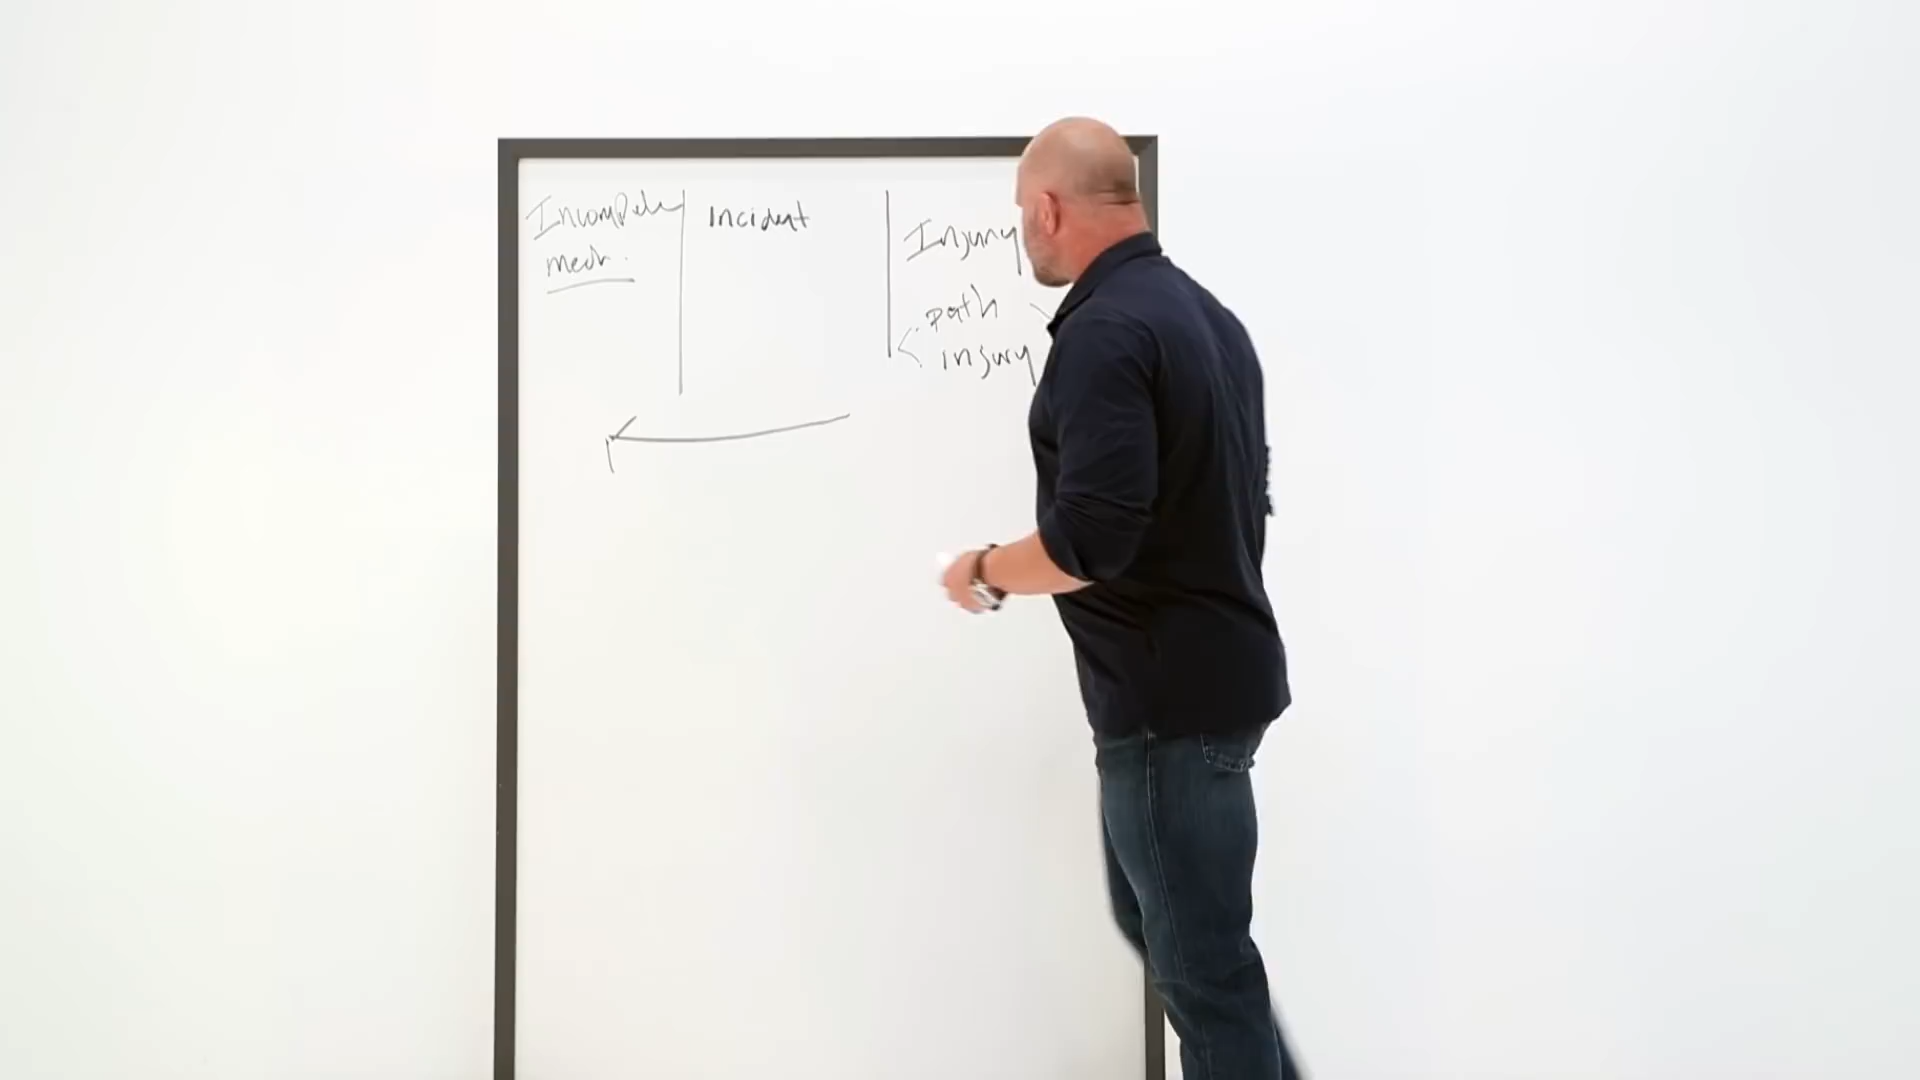 Incomplete
mech.
Incident
Injury
path
injury